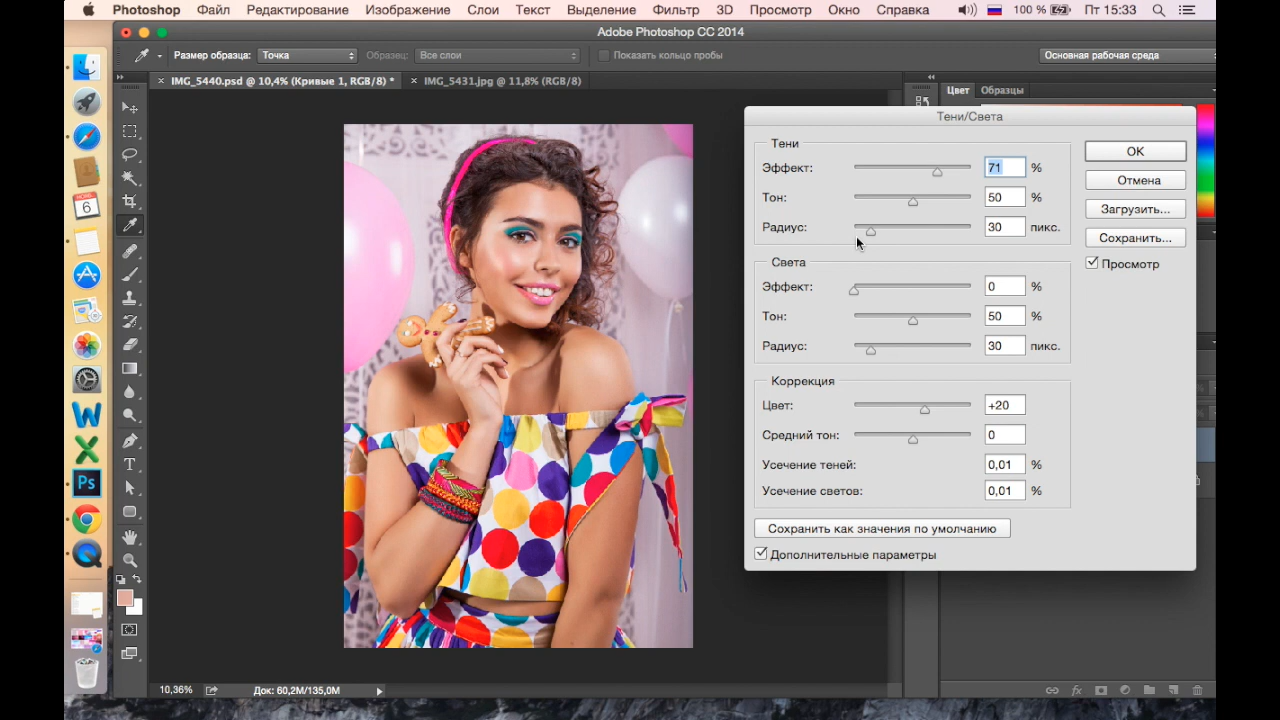 Photoshop Файл Редактирование Изображение Слои Текст Выделение Фильтр 3D Просмотр Окно Справка 100 % Пт 15:33
Adobe Photoshop CC 2014
Размер образца: Точка Образец: Все слои Показать кольцо пробы Основная рабочая среда
IMG_5440.psd @ 10,4% (Кривые 1, RGB/8) * IMG_5431.jpg @ 11,8% (RGB/8)
Цвет Образцы
Тени/Света
Тени
Эффект: 71 %
Тон: 50 %
Радиус: 30 пикс.
Света
Эффект: 0 %
Тон: 50 %
Радиус: 30 пикс.
Коррекция
Цвет: +20
Средний тон: 0
Усечение теней: 0,01 %
Усечение светов: 0,01 %
Сохранить как значения по умолчанию
Дополнительные параметры
OK
Отмена
Загрузить...
Сохранить...
Просмотр
6
W
X
Ps
T
10,36% Док: 60,2M/135,0M
fx